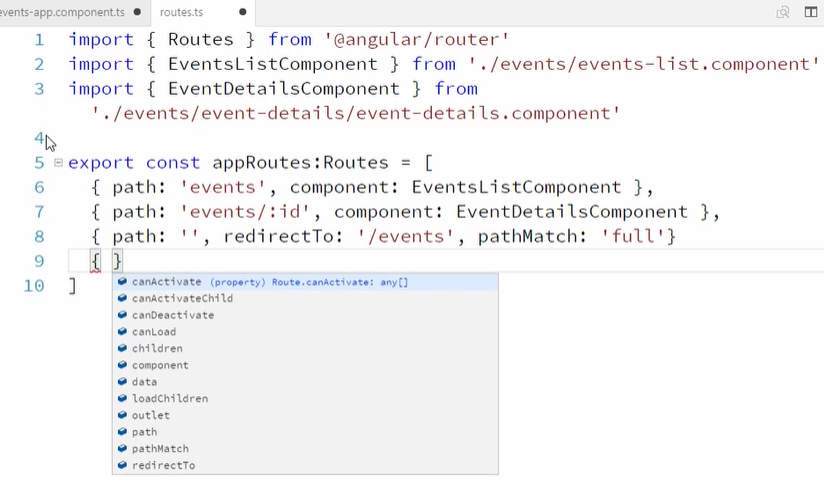 events-app.component.ts ● routes.ts ●
1 import { Routes } from '@angular/router'
2 import { EventsListComponent } from './events/events-list.component'
3 import { EventDetailsComponent } from
'./events/event-details/event-details.component'
4
5 export const appRoutes:Routes = [
6 { path: 'events', component: EventsListComponent },
7 { path: 'events/:id', component: EventDetailsComponent },
8 { path: '', redirectTo: '/events', pathMatch: 'full'}
9 { }
canActivate (property) Route.canActivate: any[]
10 ]
canActivateChild
canDeactivate
canLoad
children
component
data
loadChildren
outlet
path
pathMatch
redirectTo